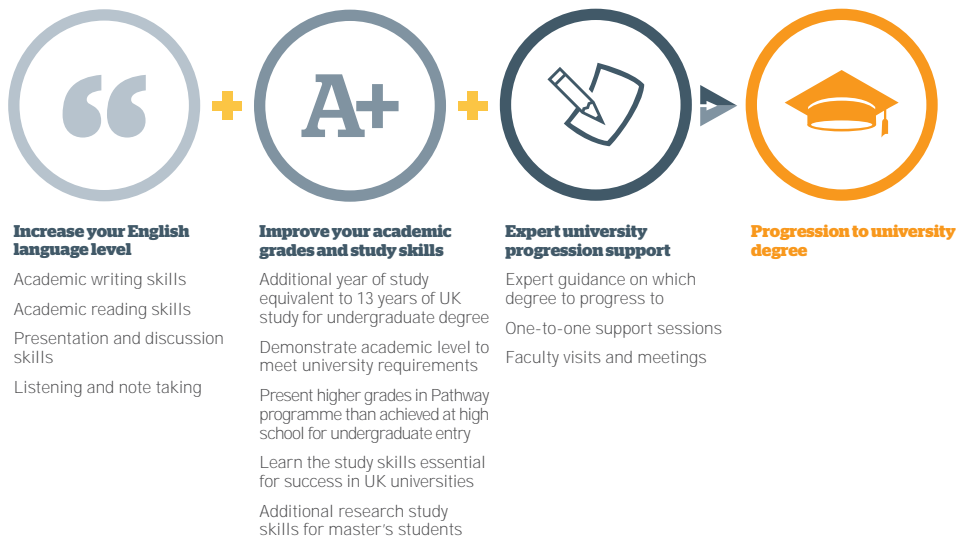 A+
Increase your English
language level
Academic writing skills
Academic reading skills
Presentation and discussion
skills
Listening and note taking
Improve your academic
grades and study skills
Additional year of study
equivalent to 13 years of UK
study for undergraduate degree
Demonstrate academic level to
meet university requirements
Present higher grades in Pathway
programme than achieved at high
school for undergraduate entry
Learn the study skills essential
for success in UK universities
Additional research study
skills for master's students
Expert university
progression support
Expert guidance on which
degree to progress to
One-to-one support sessions
Faculty visits and meetings
Progression to university
degree